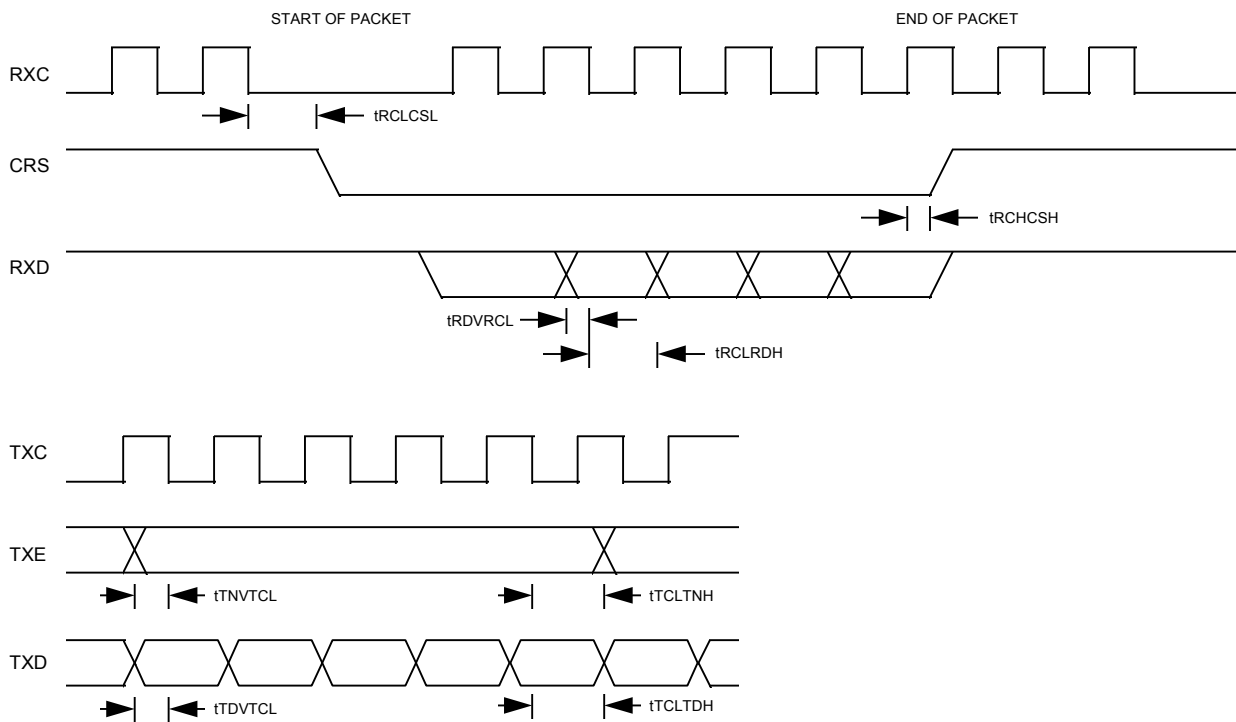 START OF PACKET END OF PACKET
RXC
tRCLCSL
CRS
tRCHCSH
RXD
tRDVRCL
tRCLRDH
TXC
TXE
tTNVTCL tTCLTNH
TXD
tTDVTCL tTCLTDH